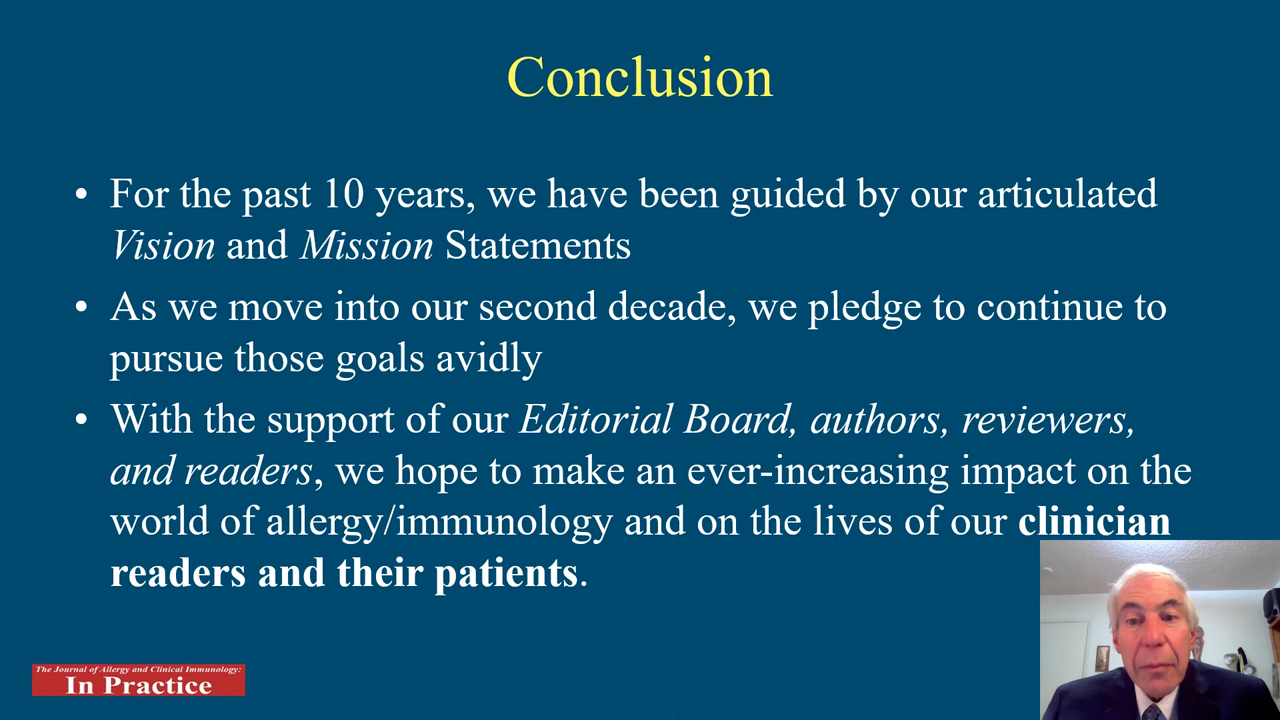 Conclusion
• For the past 10 years, we have been guided by our articulated
Vision and Mission Statements
• As we move into our second decade, we pledge to continue to
pursue those goals avidly
• With the support of our Editorial Board, authors, reviewers,
and readers, we hope to make an ever-increasing impact on the
world of allergy/immunology and on the lives of our clinician
readers and their patients.
The Journal of Allergy and Clinical Immunology:
In Practice